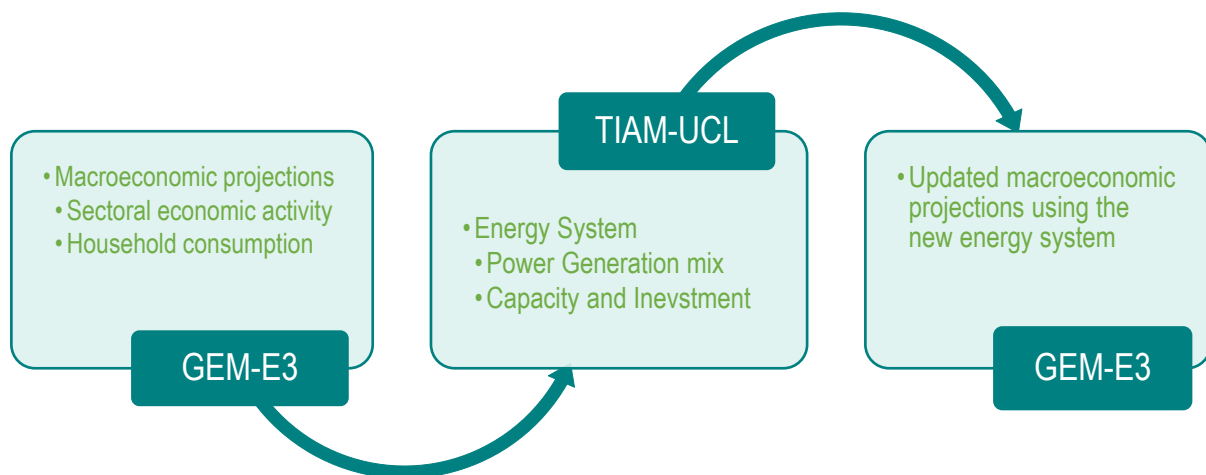 • Macroeconomic projections
• Sectoral economic activity
• Household consumption
GEM-E3
TIAM-UCL
• Energy System
• Power Generation mix
• Capacity and Inevstment
• Updated macroeconomic
projections using the
new energy system
GEM-E3